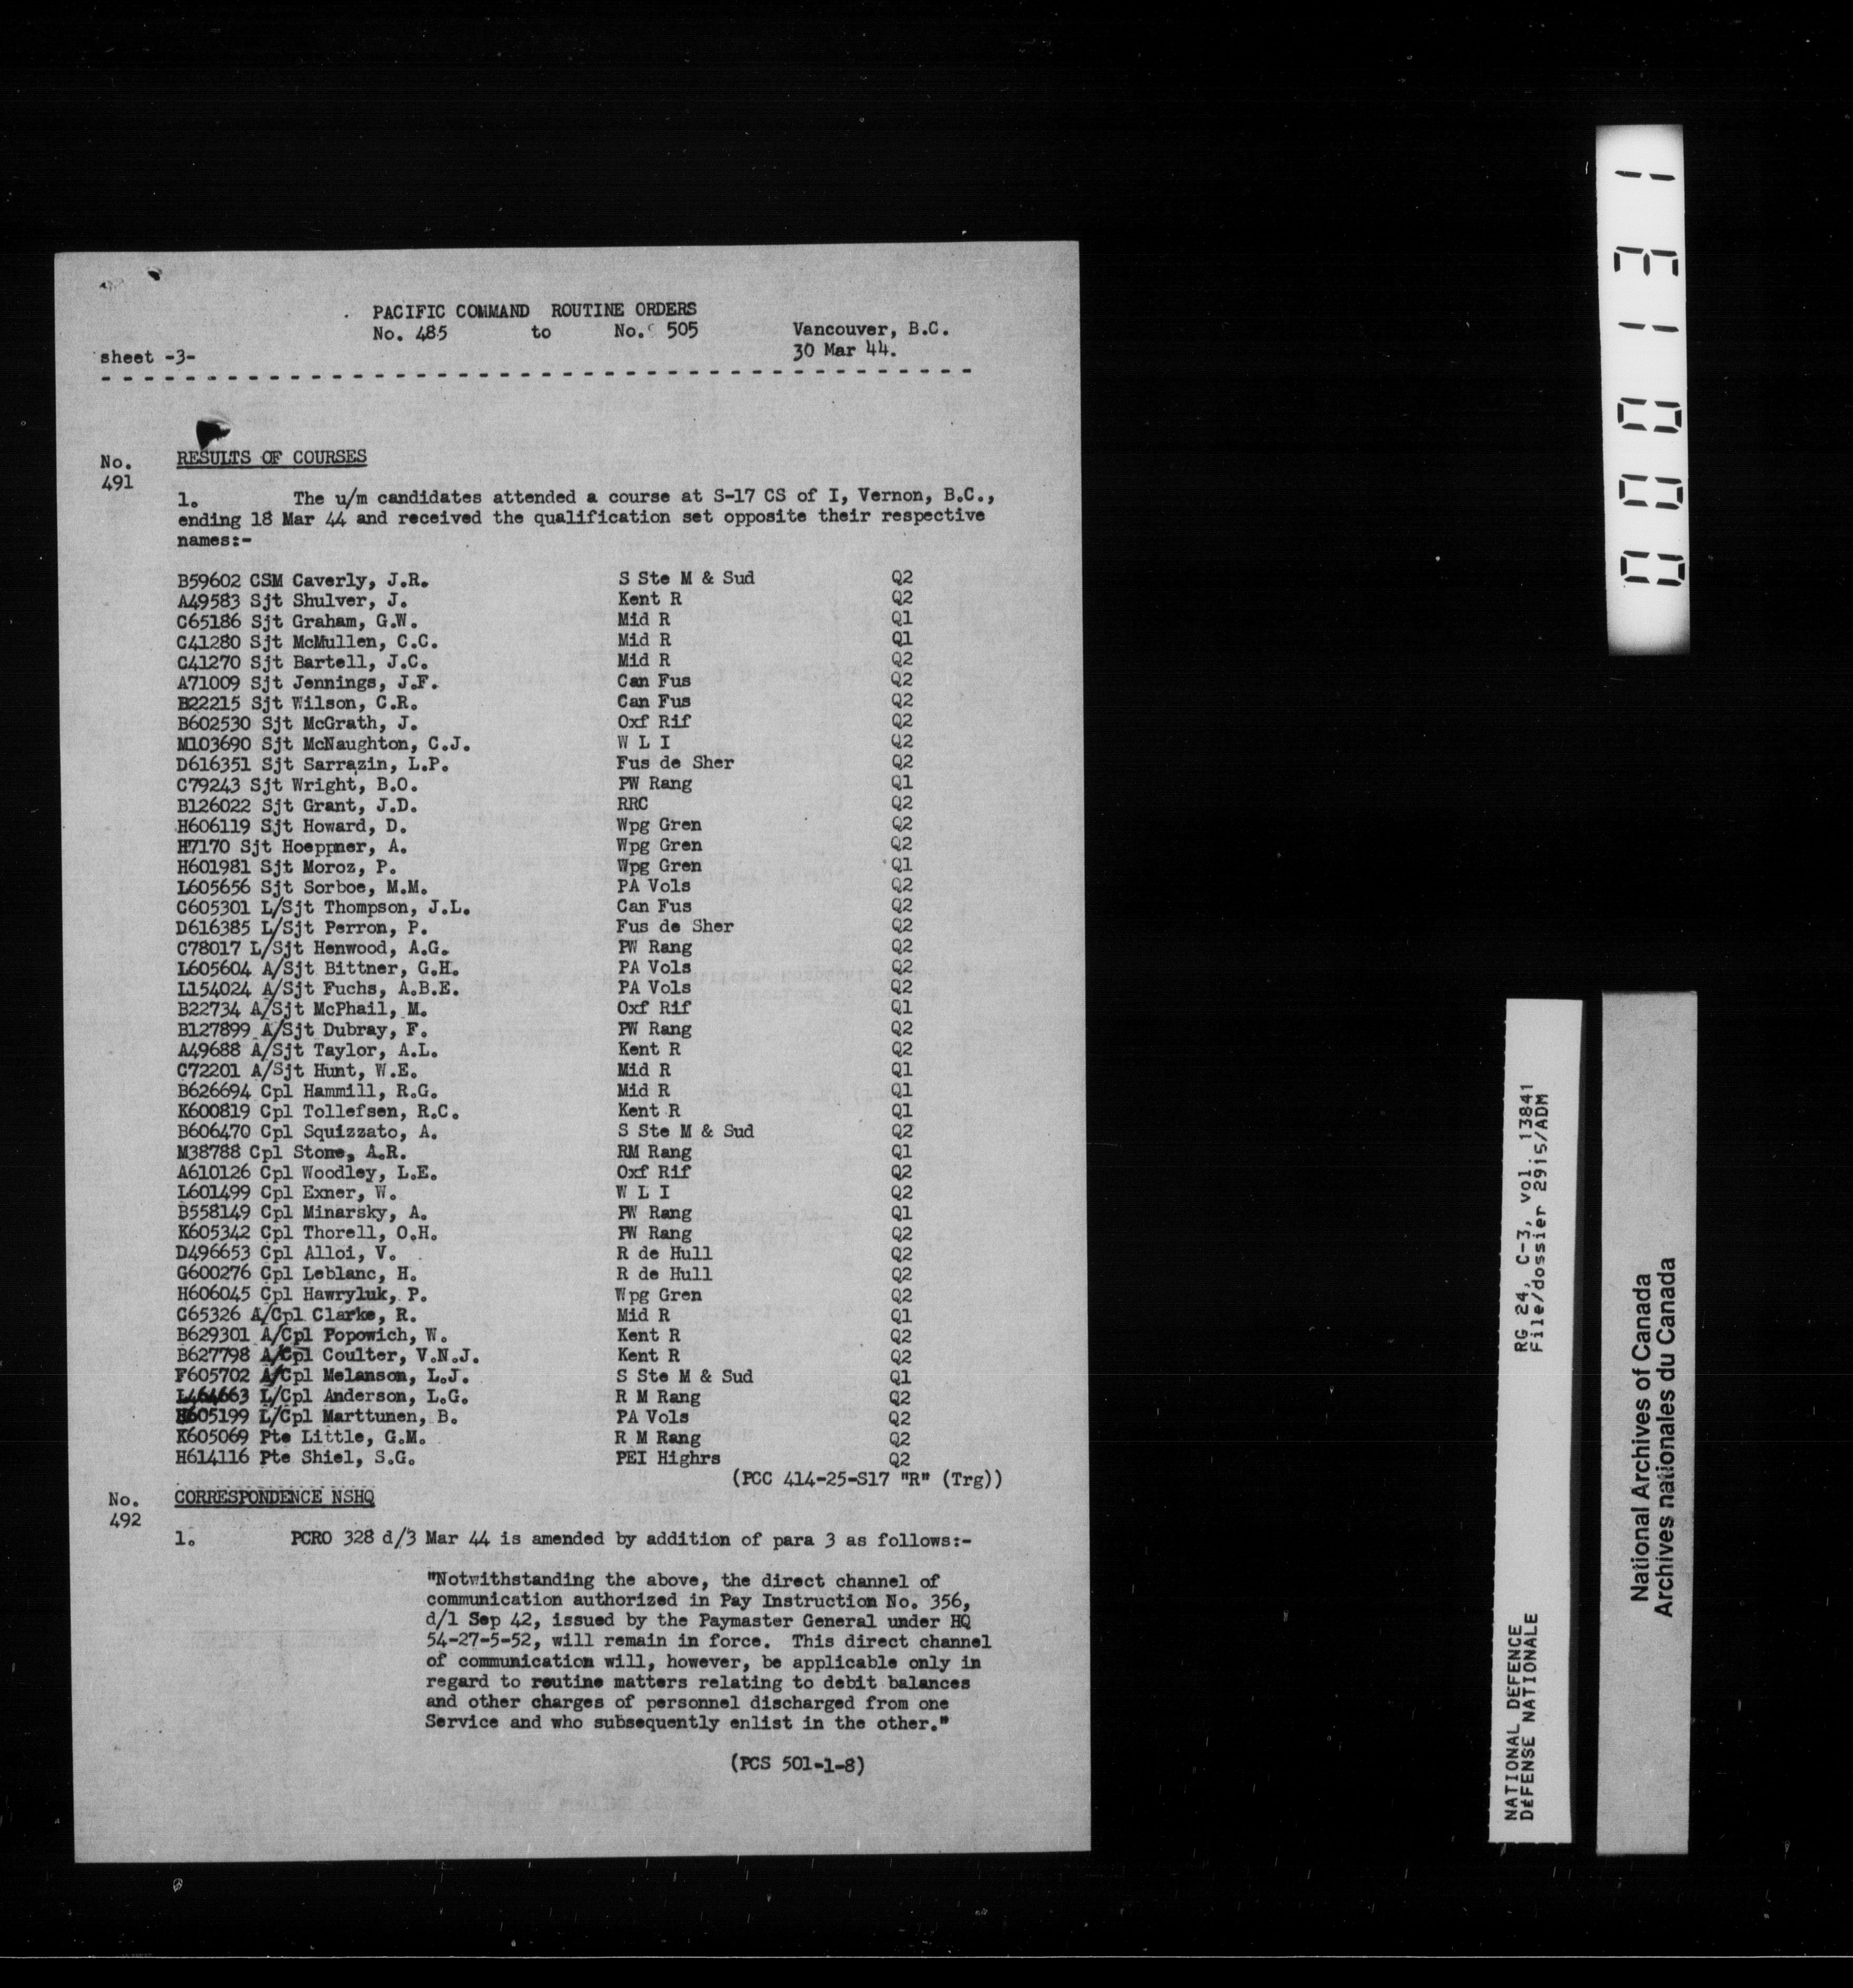 PACIFIC COMMAND ROUTINE ORDERS
No. 485 to No. 505 Vancouver, B.C.
sheet -3- 30 Mar 44.
No. 491 RESULTS OF COURSES
1. The u/m candidates attended a course at S-17 CS of I, Vernon, B.C.,
ending 18 Mar 44 and received the qualification set opposite their respective
names:-
B59602 CSM Caverly, J.R. S Ste M & Sud Q2
A49583 Sjt Shulver, J. Kent R Q2
C65186 Sjt Graham, G.W. Mid R Q1
C41280 Sjt McMullen, C.C. Mid R Q1
C41270 Sjt Bartell, J.C. Mid R Q2
A71009 Sjt Jennings, J.F. Can Fus Q2
B22215 Sjt Wilson, C.R. Can Fus Q2
B602530 Sjt McGrath, J. Oxf Rif Q2
M103690 Sjt McNaughton, C.J. W L I Q2
D616351 Sjt Sarrazin, L.P. Fus de Sher Q2
C79243 Sjt Wright, B.O. PW Rang Q1
B126022 Sjt Grant, J.D. RRC Q2
H606119 Sjt Howard, D. Wpg Gren Q2
H7170 Sjt Hoeppner, A. Wpg Gren Q2
H601981 Sjt Moroz, P. Wpg Gren Q1
L605656 Sjt Sorboe, M.M. PA Vols Q2
C605301 L/Sjt Thompson, J.L. Can Fus Q2
D616385 L/Sjt Perron, P. Fus de Sher Q2
C78017 L/Sjt Henwood, A.G. PW Rang Q2
L605604 A/Sjt Bittner, G.H. PA Vols Q2
L154024 A/Sjt Fuchs, A.B.E. PA Vols Q2
B22734 A/Sjt McPhail, M. Oxf Rif Q1
B127899 A/Sjt Dubray, F. PW Rang Q2
A49688 A/Sjt Taylor, A.L. Kent R Q2
C72201 A/Sjt Hunt, W.E. Mid R Q1
B626694 Cpl Hammill, R.G. Mid R Q1
K600819 Cpl Tollefsen, R.C. Kent R Q1
B606470 Cpl Squizzato, A. S Ste M & Sud Q2
M38788 Cpl Stone, A.R. RM Rang Q1
A610126 Cpl Woodley, L.E. Oxf Rif Q2
L601499 Cpl Exner, W. W L I Q2
B558149 Cpl Minarsky, A. PW Rang Q1
K605342 Cpl Thorell, O.H. PW Rang Q2
D496653 Cpl Alloi, V. R de Hull Q2
G600276 Cpl Leblanc, H. R de Hull Q2
H606045 Cpl Hawryluk, P. Wpg Gren Q2
C65326 A/Cpl Clarke, R. Mid R Q1
B629301 A/Cpl Popowich, W. Kent R Q2
B627798 A/Cpl Coulter, V.N.J. Kent R Q2
F605702 A/Cpl Melanson, L.J. S Ste M & Sud Q1
L464663 L/Cpl Anderson, L.G. R M Rang Q2
H605199 L/Cpl Marttunen, B. PA Vols Q2
K605069 Pte Little, G.M. R M Rang Q2
H614116 Pte Shiel, S.G. PEI Highrs Q2
(PCC 414-25-S17 "R" (Trg))
No. 492 CORRESPONDENCE NSHQ
1. PCRO 328 d/3 Mar 44 is amended by addition of para 3 as follows:-
"Notwithstanding the above, the direct channel of
communication authorized in Pay Instruction No. 356,
d/1 Sep 42, issued by the Paymaster General under HQ
54-27-5-52, will remain in force. This direct channel
of communication will, however, be applicable only in
regard to routine matters relating to debit balances
and other charges of personnel discharged from one
Service and who subsequently enlist in the other."
(PCS 501-1-8)
0001131
RG 24, C-3, vol. 13841
File/dossier 2915/ADM
NATIONAL DEFENCE
DéFENSE NATIONALE
National Archives of Canada
Archives nationales du Canada